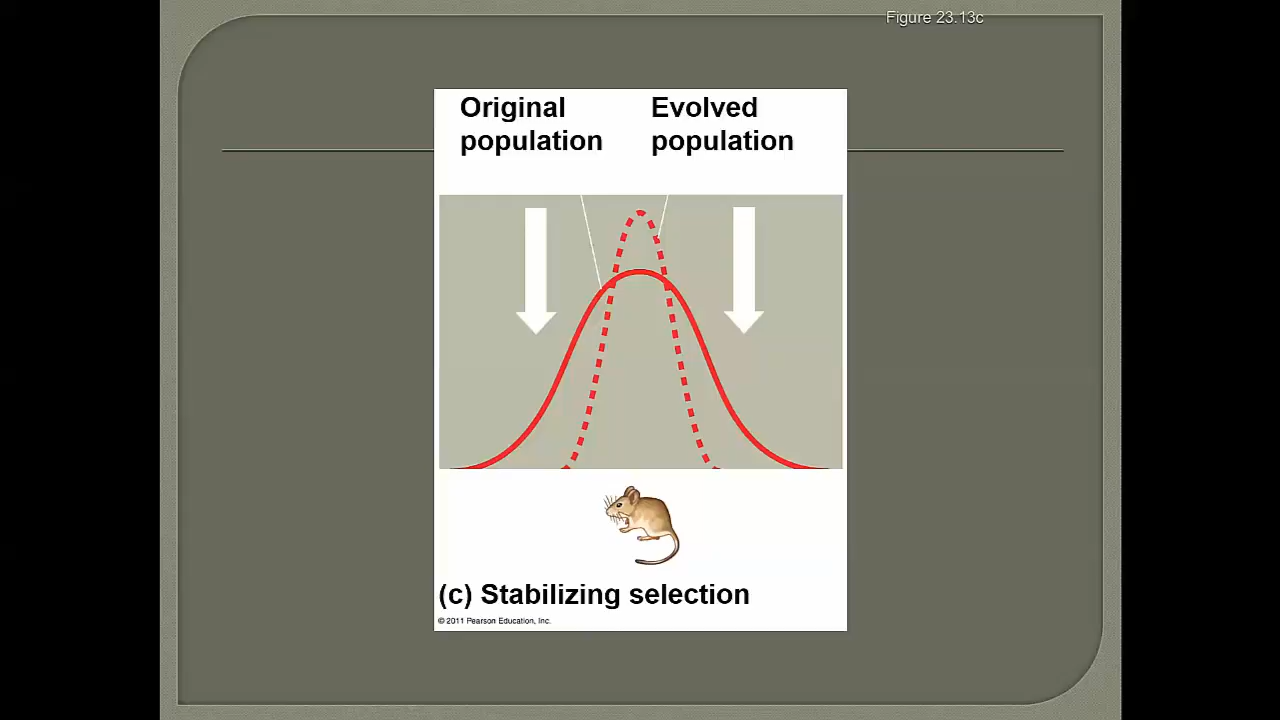 Figure 23.13c
Original population
Evolved population
(c) Stabilizing selection
© 2011 Pearson Education, Inc.